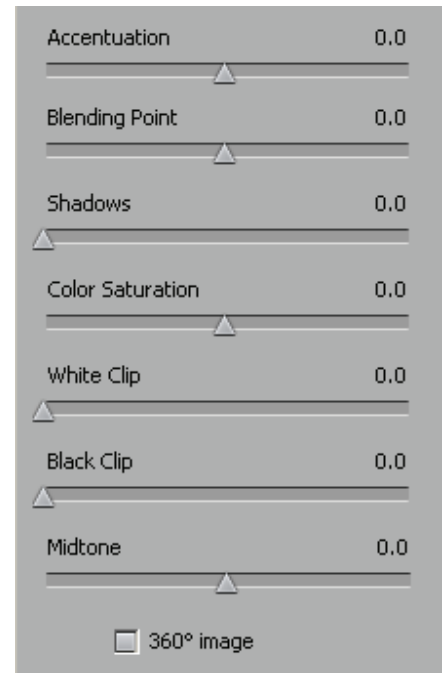 Accentuation 0.0
Blending Point 0.0
Shadows 0.0
Color Saturation 0.0
White Clip 0.0
Black Clip 0.0
Midtone 0.0
360° image